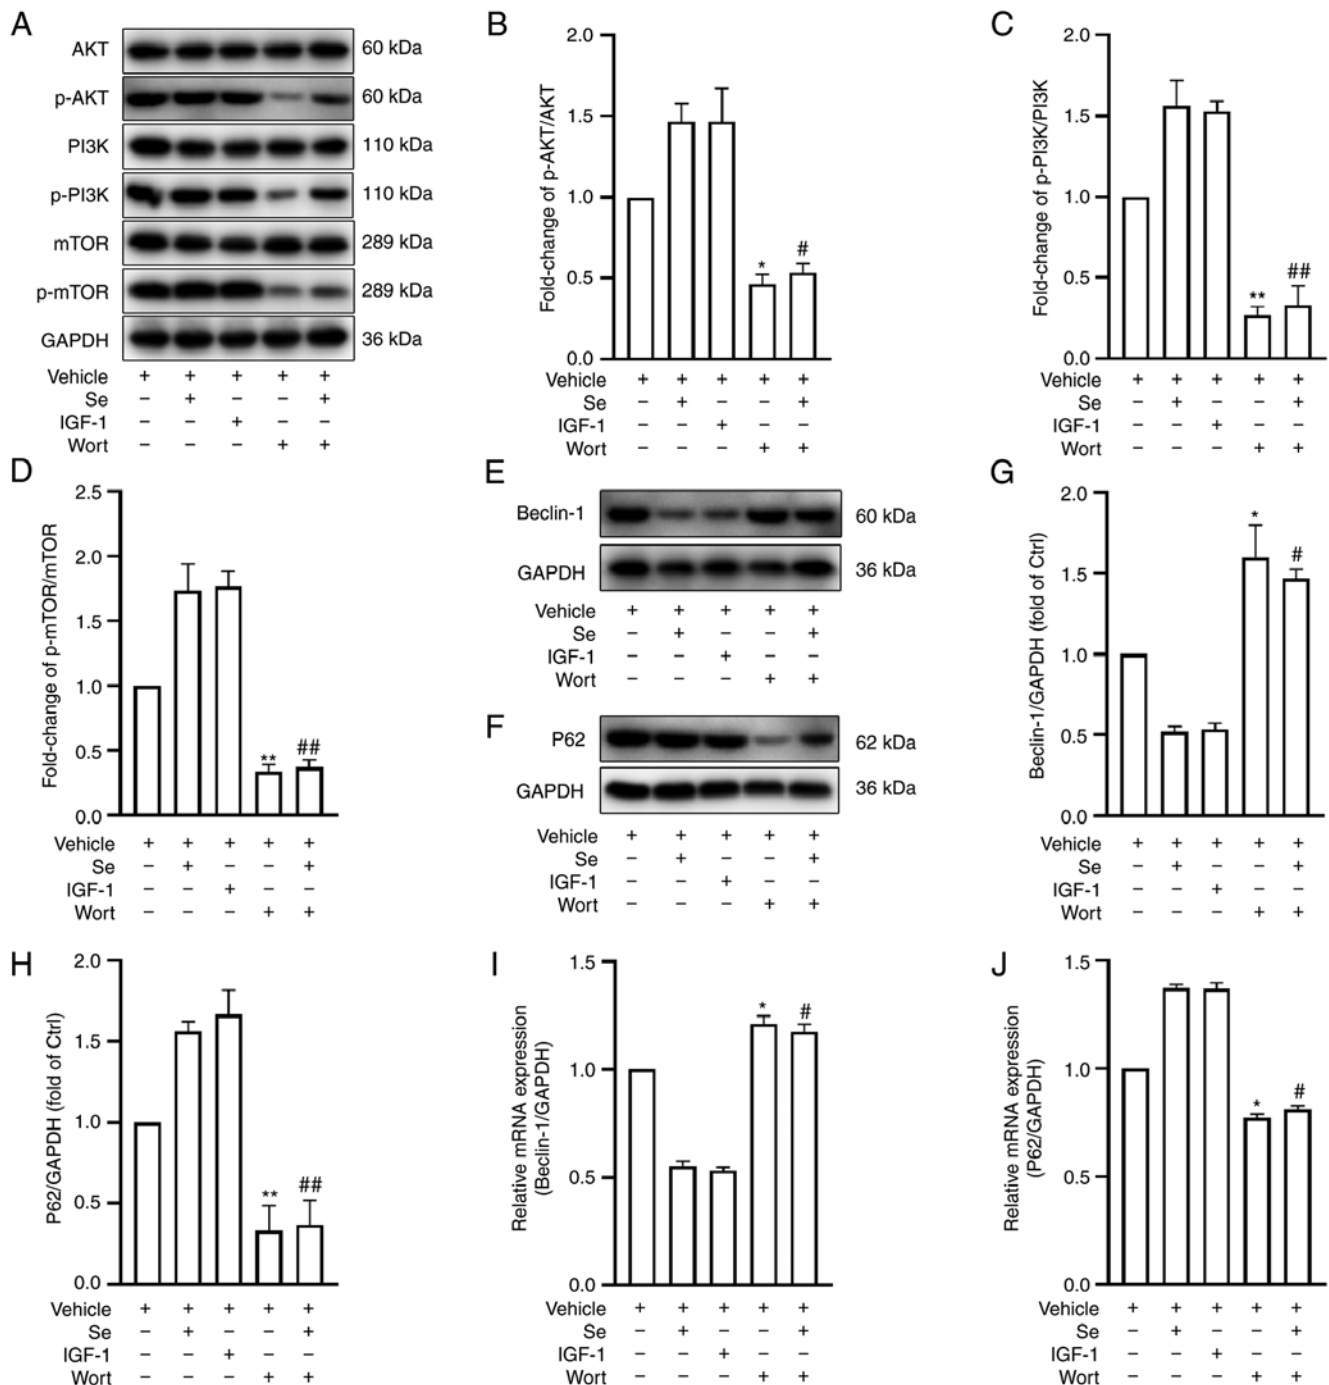 A
AKT 60 kDa
p-AKT 60 kDa
PI3K 110 kDa
p-PI3K 110 kDa
mTOR 289 kDa
p-mTOR 289 kDa
GAPDH 36 kDa
Vehicle + + + + +
Se – + – – +
IGF-1 – – + – –
Wort – – – + +
B
Fold-change of p-AKT/AKT
2.0
1.5
1.0
0.5
0.0
* #
Vehicle + + + + +
Se – + – – +
IGF-1 – – + – –
Wort – – – + +
C
Fold-change of p-PI3K/PI3K
2.0
1.5
1.0
0.5
0.0
** ##
Vehicle + + + + +
Se – + – – +
IGF-1 – – + – –
Wort – – – + +
D
Fold-change of p-mTOR/mTOR
2.5
2.0
1.5
1.0
0.5
0.0
** ##
Vehicle + + + + +
Se – + – – +
IGF-1 – – + – –
Wort – – – + +
E
Beclin-1 60 kDa
GAPDH 36 kDa
Vehicle + + + + +
Se – + – – +
IGF-1 – – + – –
Wort – – – + +
F
P62 62 kDa
GAPDH 36 kDa
Vehicle + + + + +
Se – + – – +
IGF-1 – – + – –
Wort – – – + +
G
Beclin-1/GAPDH (fold of Ctrl)
2.0
1.5
1.0
0.5
0.0
* #
Vehicle + + + + +
Se – + – – +
IGF-1 – – + – –
Wort – – – + +
H
P62/GAPDH (fold of Ctrl)
2.0
1.5
1.0
0.5
0.0
** ##
Vehicle + + + + +
Se – + – – +
IGF-1 – – + – –
Wort – – – + +
I
Relative mRNA expression
(Beclin-1/GAPDH)
1.5
1.0
0.5
0.0
* #
Vehicle + + + + +
Se – + – – +
IGF-1 – – + – –
Wort – – – + +
J
Relative mRNA expression
(P62/GAPDH)
1.5
1.0
0.5
0.0
* #
Vehicle + + + + +
Se – + – – +
IGF-1 – – + – –
Wort – – – + +